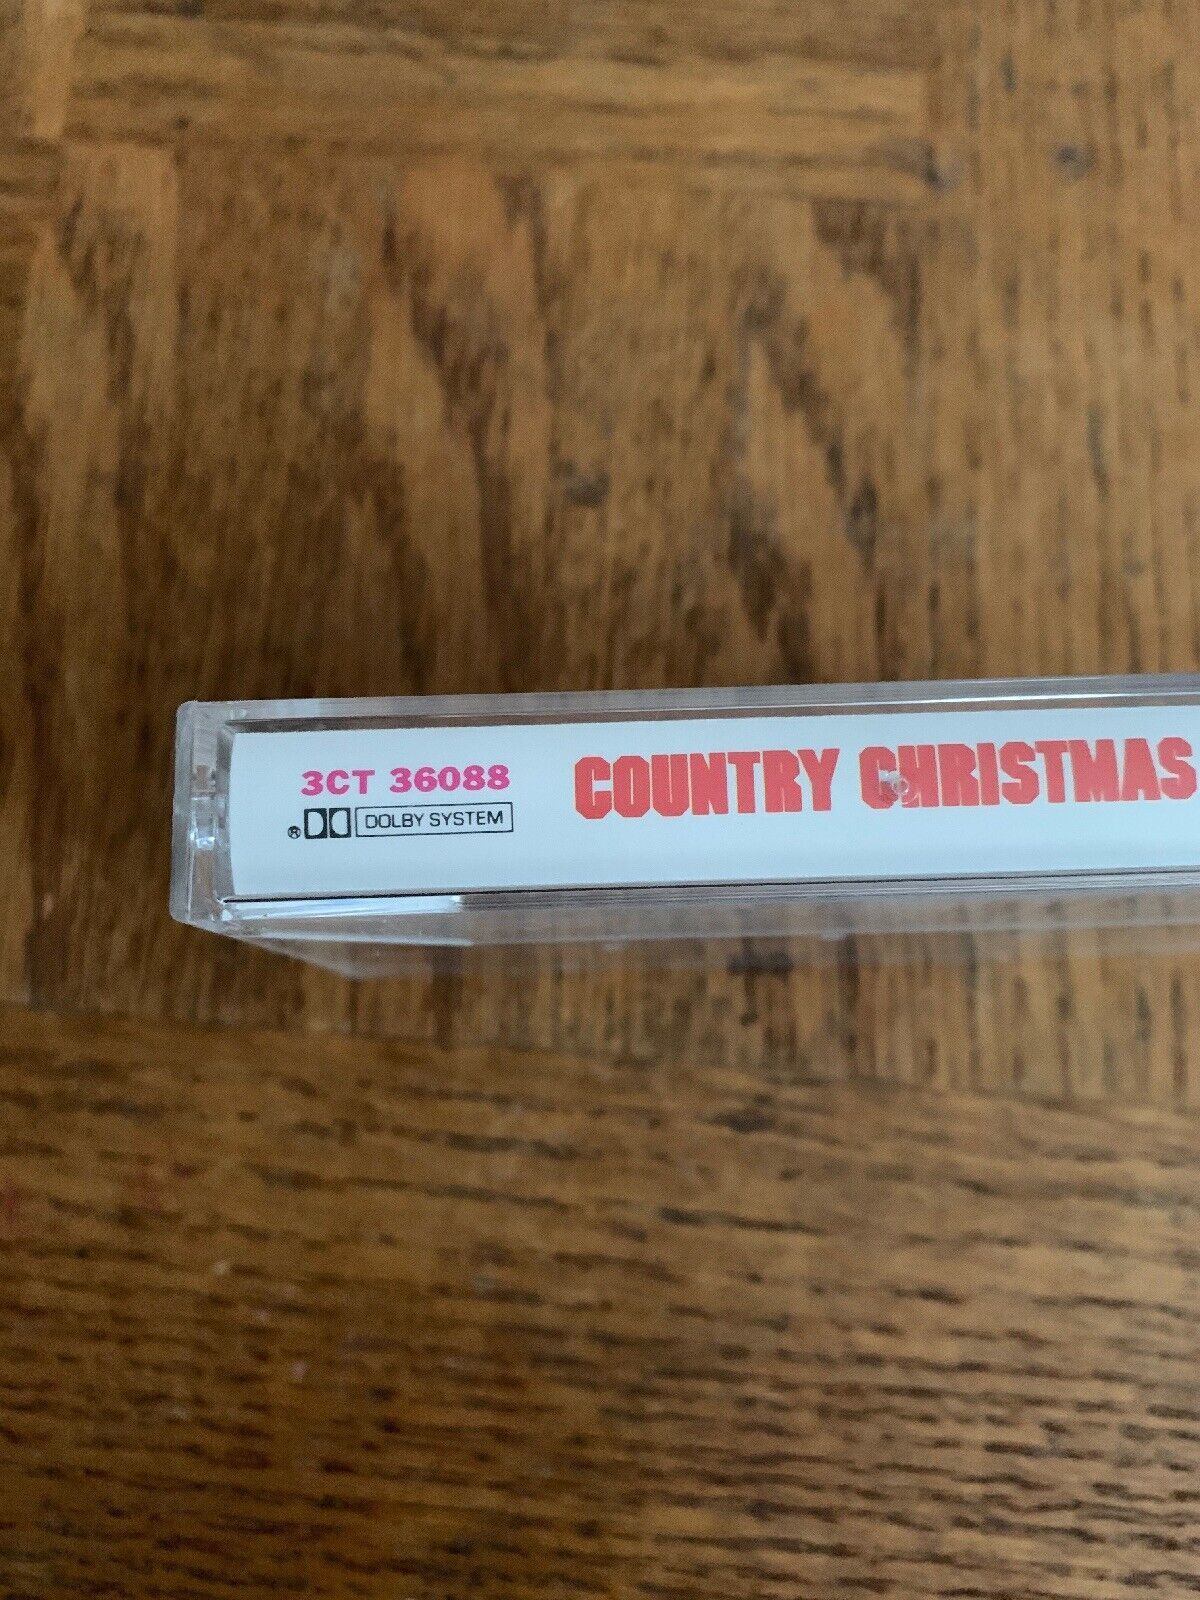 3CT 36088
® DOLBY SYSTEM
COUNTRY CHRISTMAS